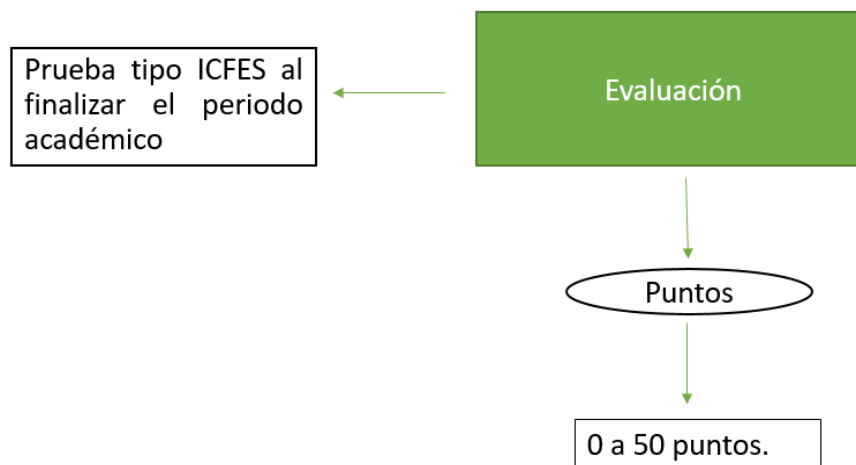 Prueba tipo ICFES al
finalizar el periodo
académico
Evaluación
Puntos
0 a 50 puntos.